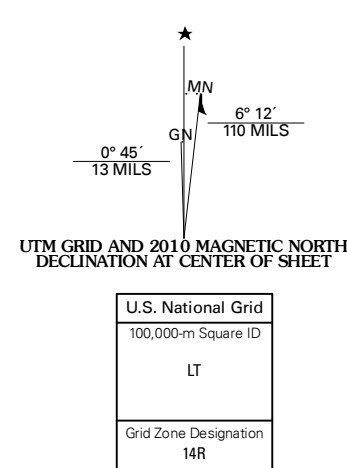 MN
6° 12´
110 MILS
GN
0° 45´
13 MILS
UTM GRID AND 2010 MAGNETIC NORTH
DECLINATION AT CENTER OF SHEET
U.S. National Grid
100,000-m Square ID
LT
Grid Zone Designation
14R